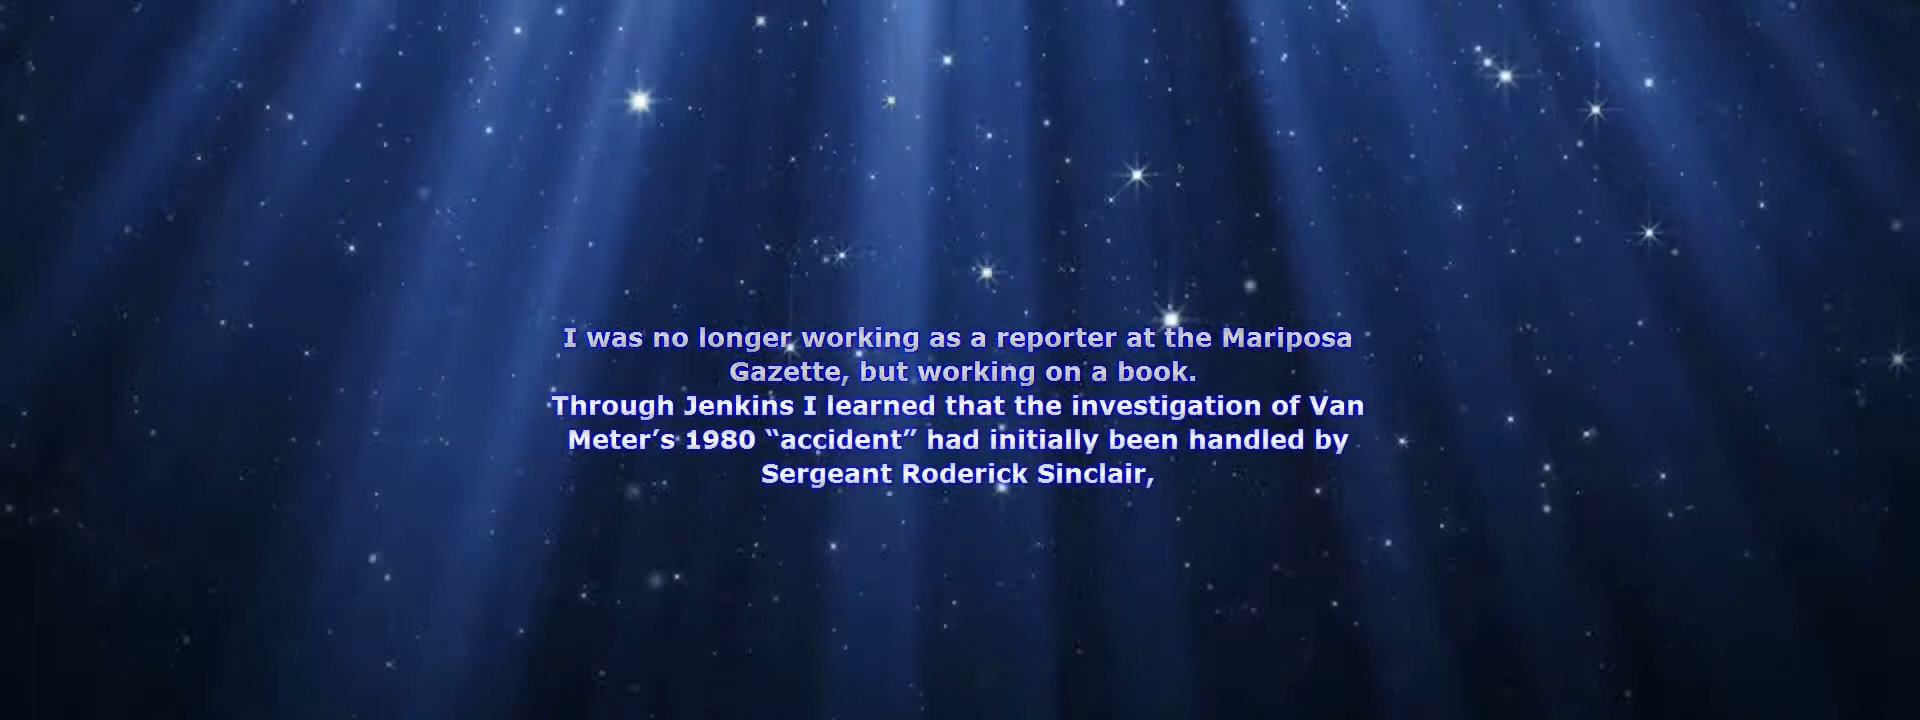 I was no longer working as a reporter at the Mariposa
Gazette, but working on a book.
Through Jenkins I learned that the investigation of Van
Meter’s 1980 “accident” had initially been handled by
Sergeant Roderick Sinclair,